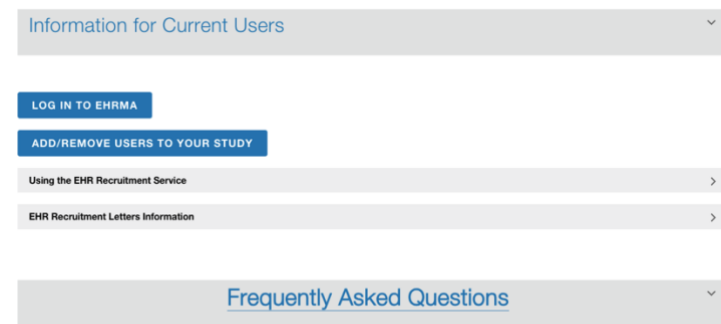 Information for Current Users
LOG IN TO EHRMA
ADD/REMOVE USERS TO YOUR STUDY
Using the EHR Recruitment Service
EHR Recruitment Letters Information
Frequently Asked Questions